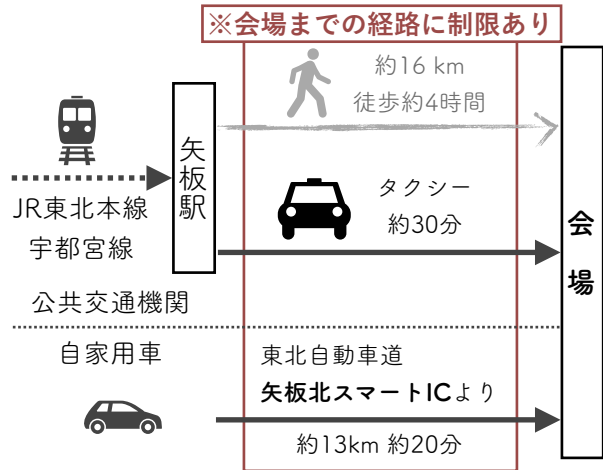 ※会場までの経路に制限あり
約16 km
徒歩約4時間
矢板駅
JR東北本線
宇都宮線
タクシー
約30分
会場
公共交通機関
自家用車
東北自動車道
矢板北スマートICより
約13km 約20分